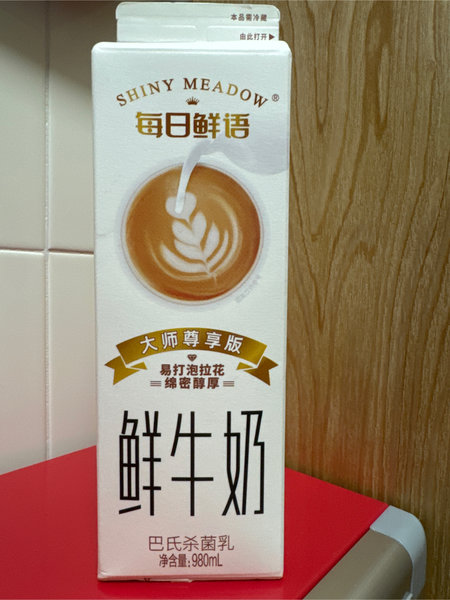 本品需冷藏
由此打开▶
SHINY MEADOW®
每日鲜语
大师尊享版
易打泡拉花
绵密醇厚
鲜牛奶
巴氏杀菌乳
净含量:980mL